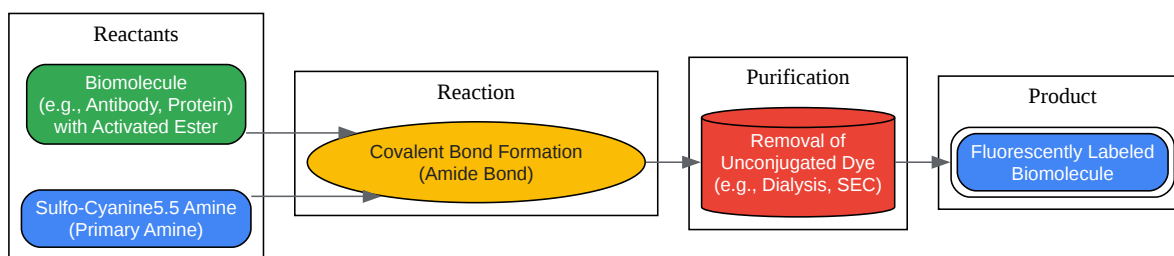 Reactants
Biomolecule
(e.g., Antibody, Protein)
with Activated Ester
Sulfo-Cyanine5.5 Amine
(Primary Amine)
Reaction
Covalent Bond Formation
(Amide Bond)
Purification
Removal of
Unconjugated Dye
(e.g., Dialysis, SEC)
Product
Fluorescently Labeled
Biomolecule